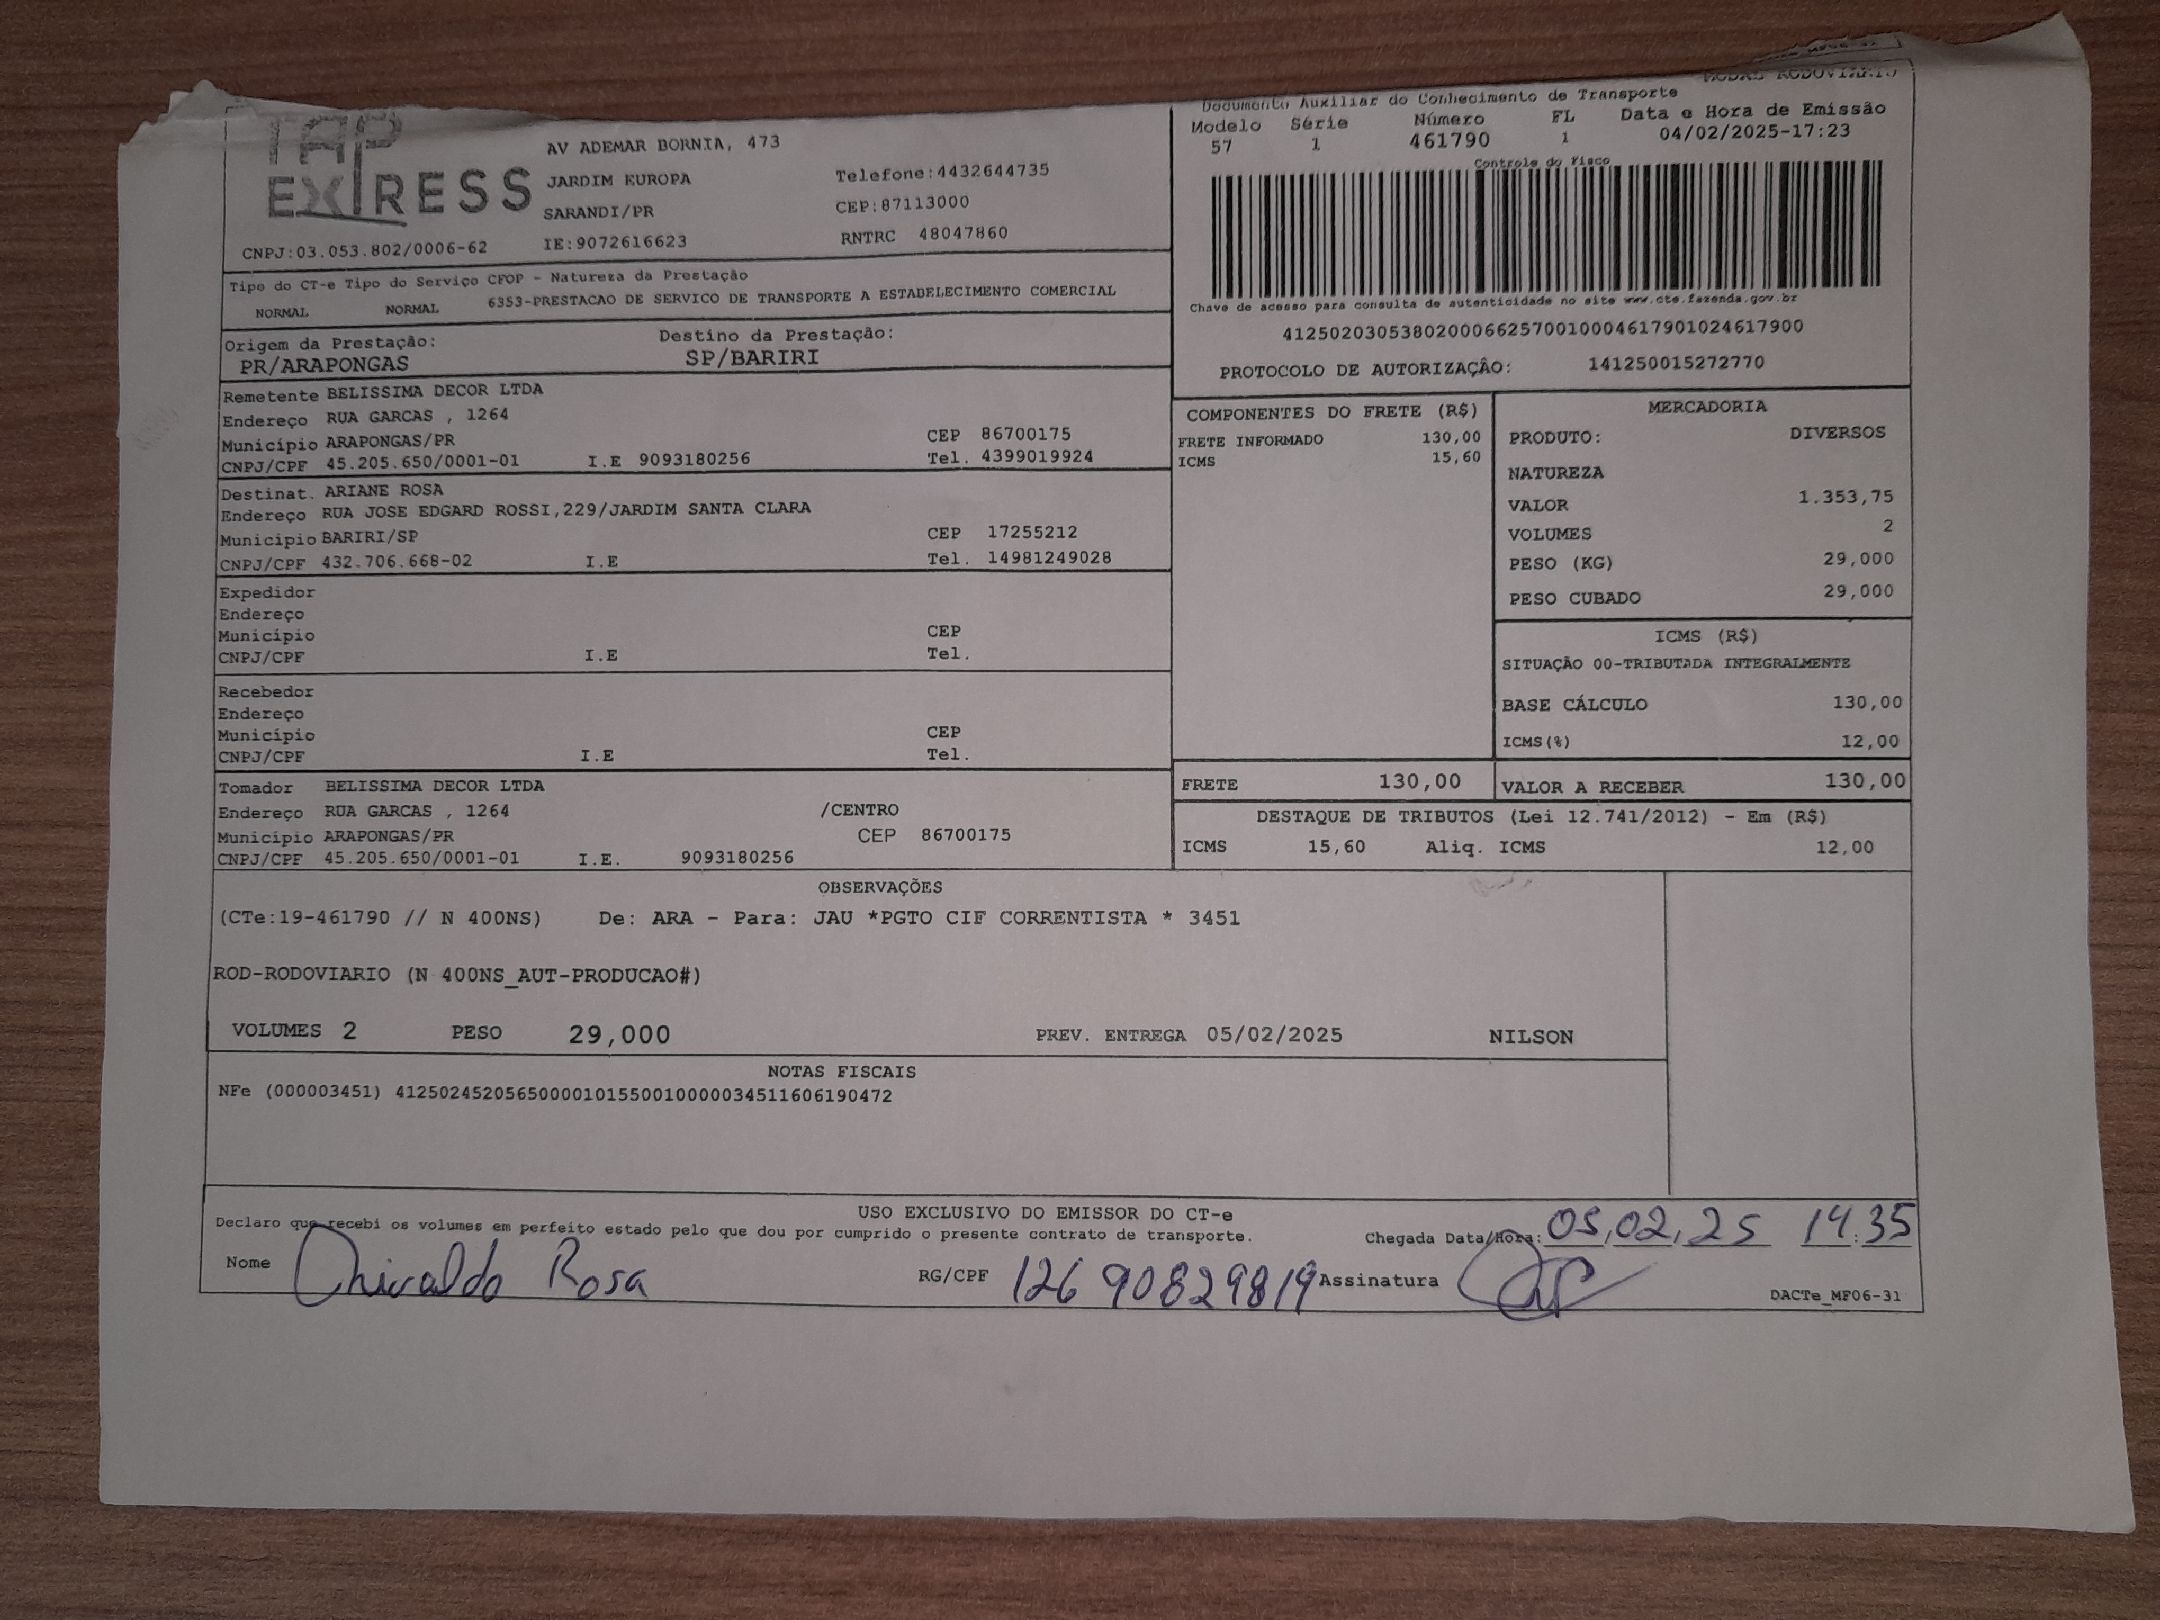 MODAL RODOVIARIO
Documento Auxiliar do Conhecimento de Transporte
Modelo Série Número FL Data e Hora de Emissão
57 1 461790 1 04/02/2025-17:23
Controle do Fisco
TAP
EXPRESS
AV ADEMAR BORNIA, 473
JARDIM EUROPA Telefone:4432644735
SARANDI/PR CEP:87113000
CNPJ:03.053.802/0006-62 IE:9072616623 RNTRC 48047860
Tipo do CT-e Tipo do Serviço CFOP - Natureza da Prestação
NORMAL NORMAL 6353-PRESTACAO DE SERVICO DE TRANSPORTE A ESTABELECIMENTO COMERCIAL
Chave de acesso para consulta de autenticidade no site www.cte.fazenda.gov.br
41250203053802000662570010004617901024617900
PROTOCOLO DE AUTORIZAÇÃO: 141250015272770
Origem da Prestação: Destino da Prestação:
PR/ARAPONGAS SP/BARIRI
Remetente BELISSIMA DECOR LTDA
Endereço RUA GARCAS , 1264
Município ARAPONGAS/PR CEP 86700175
CNPJ/CPF 45.205.650/0001-01 I.E 9093180256 Tel. 4399019924
Destinat. ARIANE ROSA
Endereço RUA JOSE EDGARD ROSSI,229/JARDIM SANTA CLARA
Município BARIRI/SP CEP 17255212
CNPJ/CPF 432.706.668-02 I.E Tel. 14981249028
Expedidor
Endereço
Município CEP
CNPJ/CPF I.E Tel.
Recebedor
Endereço
Município CEP
CNPJ/CPF I.E Tel.
Tomador BELISSIMA DECOR LTDA
Endereço RUA GARCAS , 1264 /CENTRO
Município ARAPONGAS/PR CEP 86700175
CNPJ/CPF 45.205.650/0001-01 I.E. 9093180256
COMPONENTES DO FRETE (R$)
FRETE INFORMADO 130,00
ICMS 15,60
MERCADORIA
PRODUTO: DIVERSOS
NATUREZA
VALOR 1.353,75
VOLUMES 2
PESO (KG) 29,000
PESO CUBADO 29,000
ICMS (R$)
SITUAÇÃO 00-TRIBUTADA INTEGRALMENTE
BASE CÁLCULO 130,00
ICMS(%) 12,00
FRETE 130,00 VALOR A RECEBER 130,00
DESTAQUE DE TRIBUTOS (Lei 12.741/2012) - Em (R$)
ICMS 15,60 Aliq. ICMS 12,00
OBSERVAÇÕES
(CTe:19-461790 // N 400NS) De: ARA - Para: JAU *PGTO CIF CORRENTISTA * 3451
ROD-RODOVIARIO (N 400NS_AUT-PRODUCAO#)
VOLUMES 2 PESO 29,000 PREV. ENTREGA 05/02/2025 NILSON
NOTAS FISCAIS
NFe (000003451) 41250245205650000101550010000034511606190472
USO EXCLUSIVO DO EMISSOR DO CT-e
Declaro que recebi os volumes em perfeito estado pelo que dou por cumprido o presente contrato de transporte. Chegada Data/Hora: 05,02,25 14:35
Nome Rosa RG/CPF 12690829819 Assinatura
DACTe_MF06-31